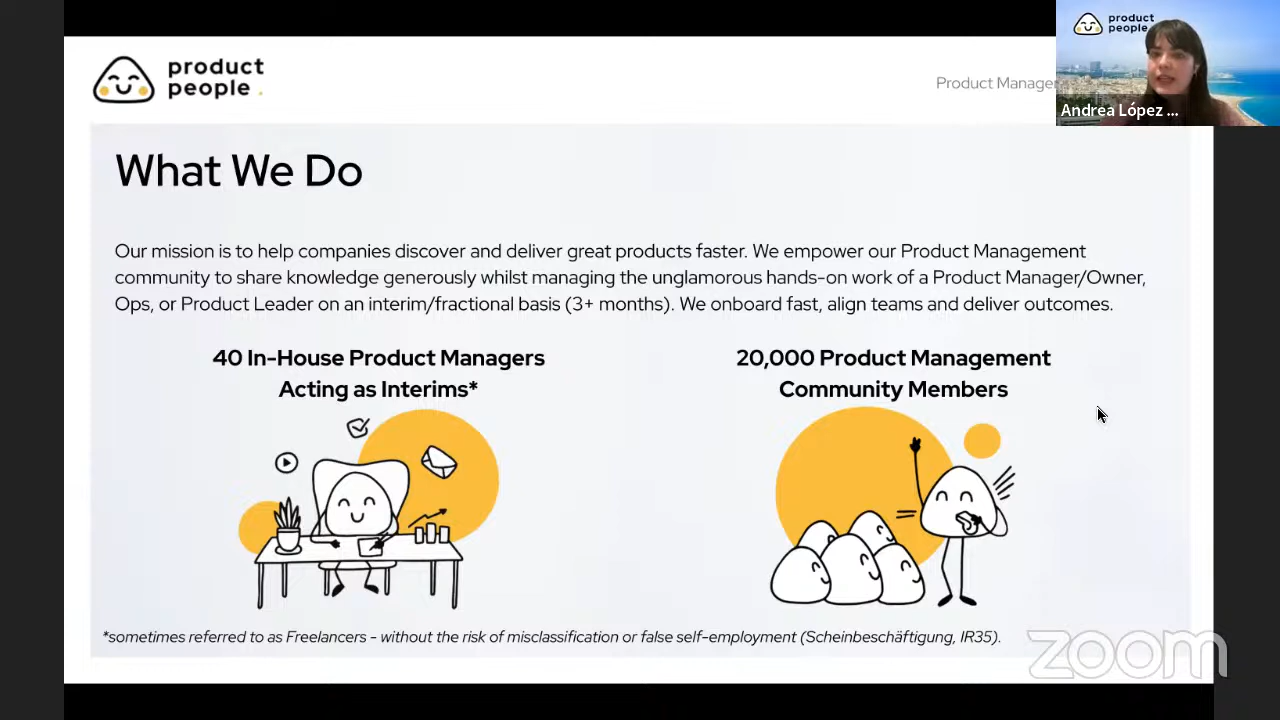 product
people.
Product Manage
product
people
Andrea López ...
What We Do
Our mission is to help companies discover and deliver great products faster. We empower our Product Management
community to share knowledge generously whilst managing the unglamorous hands-on work of a Product Manager/Owner,
Ops, or Product Leader on an interim/fractional basis (3+ months). We onboard fast, align teams and deliver outcomes.
40 In-House Product Managers
Acting as Interims*
20,000 Product Management
Community Members
*sometimes referred to as Freelancers - without the risk of misclassification or false self-employment (Scheinbeschäftigung, IR35).
zoom